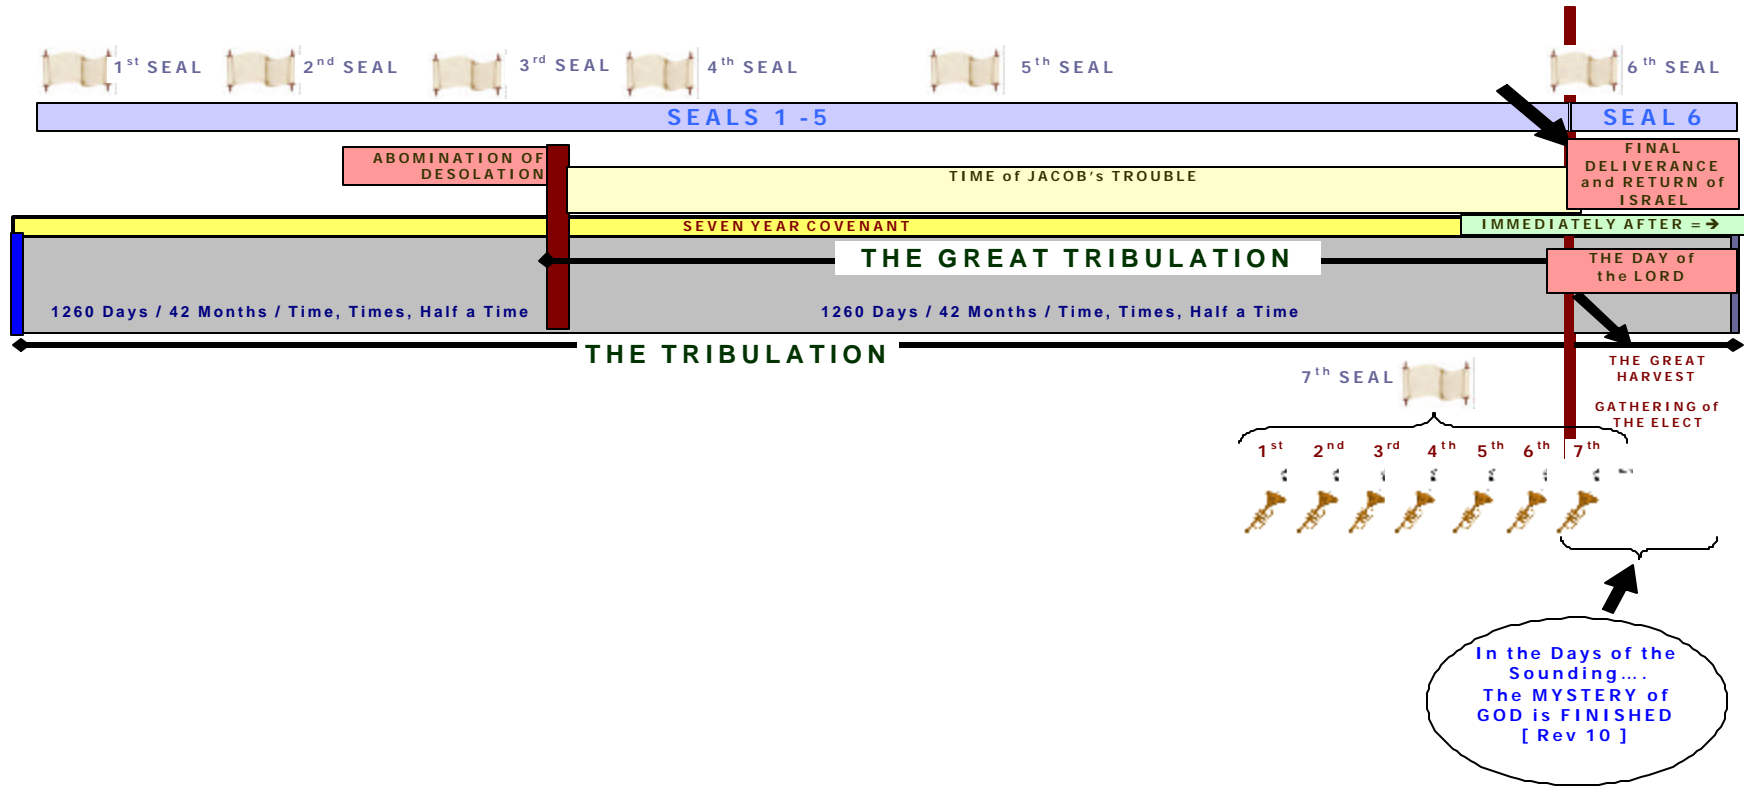 1st SEAL
2nd SEAL
3rd SEAL
4th SEAL
5th SEAL
6th SEAL
SEALS 1 -5
SEAL 6
ABOMINATION OF
DESOLATION
TIME of JACOB's TROUBLE
FINAL
DELIVERANCE
and RETURN of
ISRAEL
SEVEN YEAR COVENANT
IMMEDIATELY AFTER = →
THE GREAT TRIBULATION
THE DAY of
the LORD
1260 Days / 42 Months / Time, Times, Half a Time
1260 Days / 42 Months / Time, Times, Half a Time
THE TRIBULATION
THE GREAT
HARVEST
GATHERING of
THE ELECT
7th SEAL
1st
2nd
3rd
4th
5th
6th
7th
In the Days of the
Sounding....
The MYSTERY of
GOD is FINISHED
[ Rev 10 ]